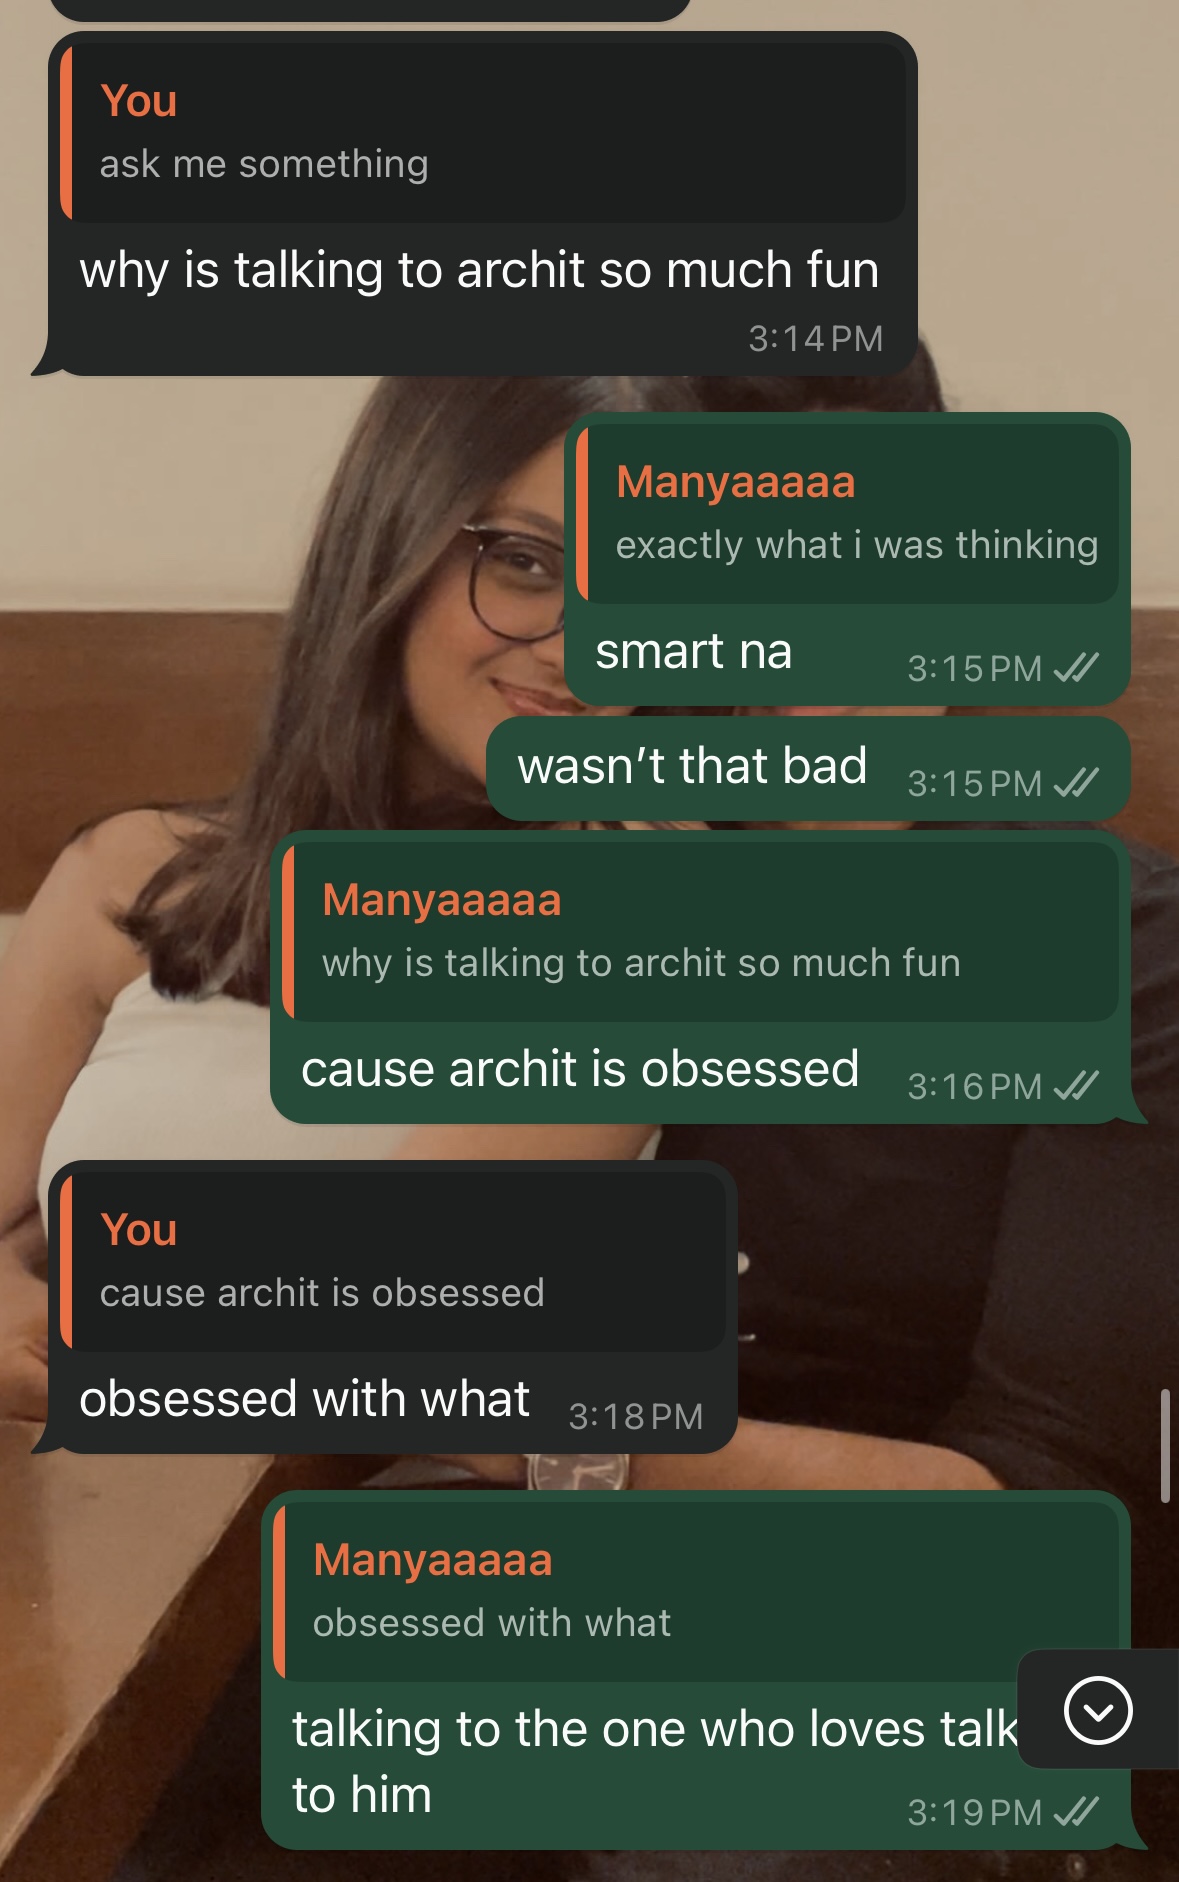 You
ask me something
why is talking to archit so much fun
3:14 PM
Manyaaaaa
exactly what i was thinking
smart na
3:15 PM
wasn't that bad
3:15 PM
Manyaaaaa
why is talking to archit so much fun
cause archit is obsessed
3:16 PM
You
cause archit is obsessed
obsessed with what
3:18 PM
Manyaaaaa
obsessed with what
talking to the one who loves
to him
3:19 PM